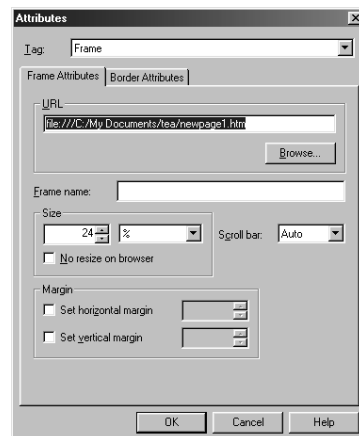 Attributes
Tag: Frame
Frame Attributes Border Attributes
URL
file:///C:/My Documents/tea/newpage1.htm
Browse...
Frame name:
Size
24 % Scroll bar: Auto
No resize on browser
Margin
Set horizontal margin
Set vertical margin
OK Cancel Help